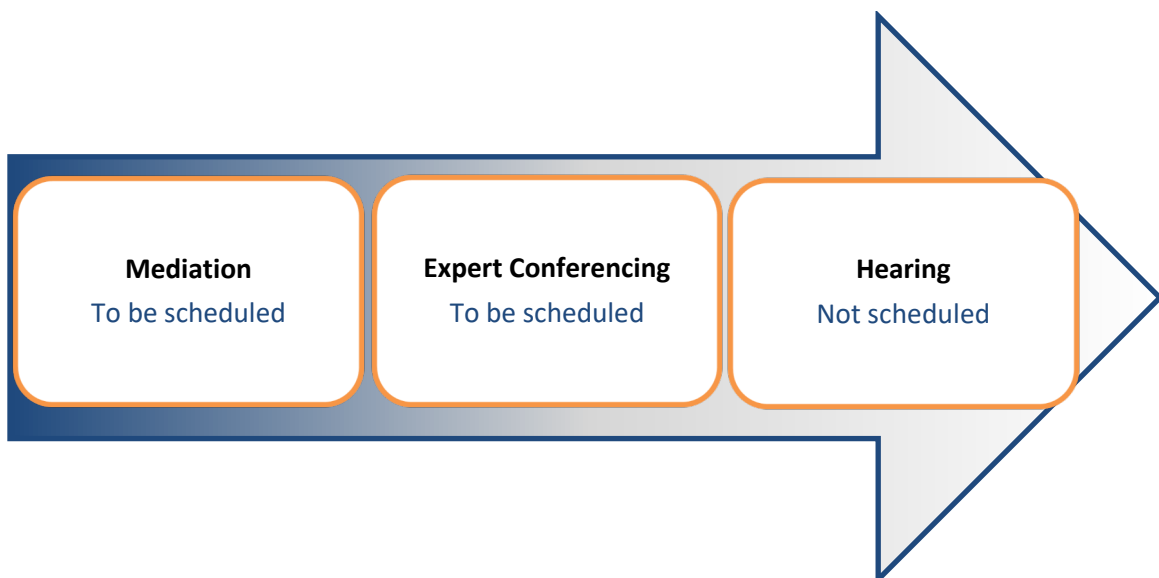 Mediation
To be scheduled
Expert Conferencing
To be scheduled
Hearing
Not scheduled